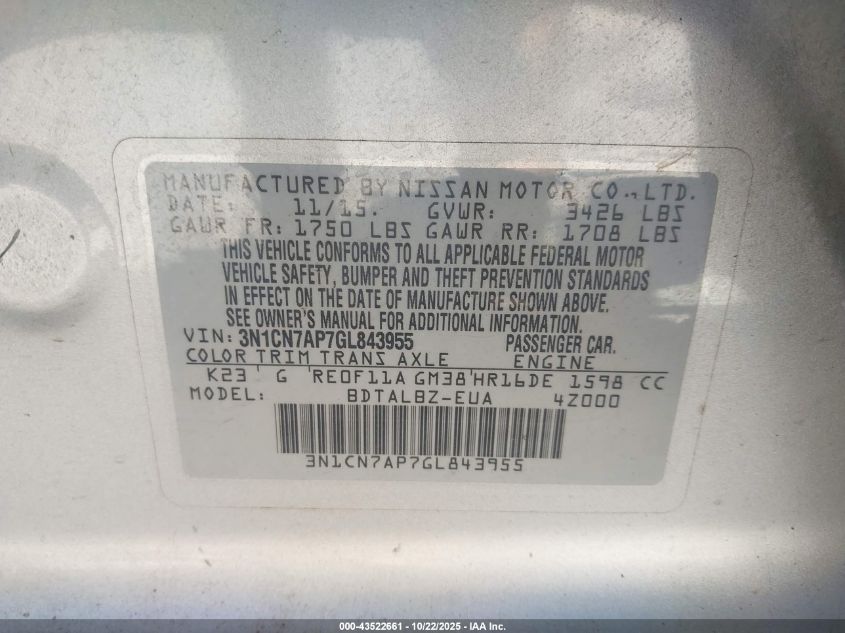 MANUFACTURED BY NISSAN MOTOR CO.,LTD.
DATE: 11/15. GVWR: 3426 LBS
GAWR FR: 1750 LBS GAWR RR: 1708 LBS
THIS VEHICLE CONFORMS TO ALL APPLICABLE FEDERAL MOTOR
VEHICLE SAFETY, BUMPER AND THEFT PREVENTION STANDARDS
IN EFFECT ON THE DATE OF MANUFACTURE SHOWN ABOVE.
SEE OWNER'S MANUAL FOR ADDITIONAL INFORMATION.
VIN: 3N1CN7AP7GL843955 PASSENGER CAR.
COLOR TRIM TRANS AXLE ENGINE
K23 G RE0F11A GM38 HR16DE 1598 CC
MODEL: BDTALBZ-EUA 4Z000
3N1CN7AP7GL843955
000-43522661 - 10/22/2025 - IAA Inc.